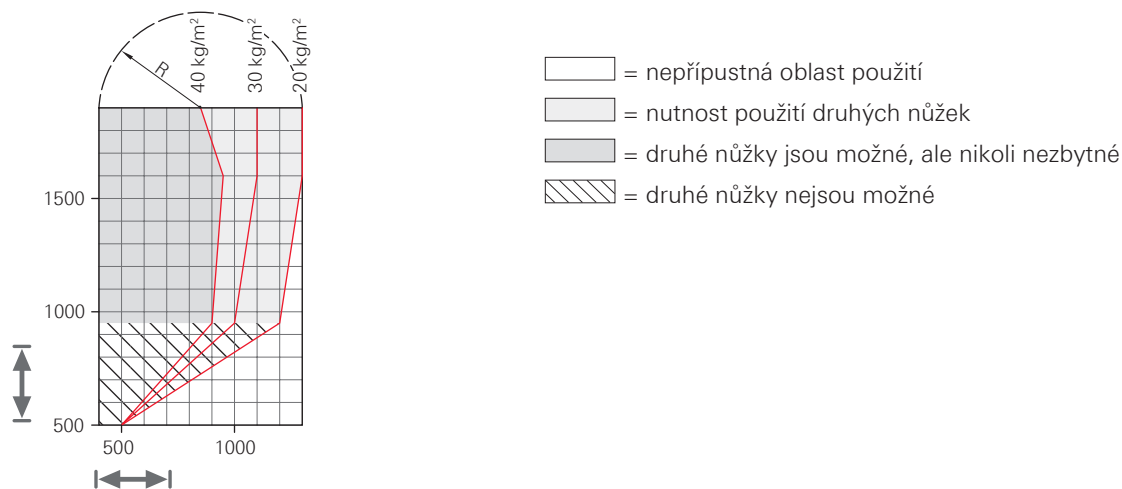 40 kg/m²
30 kg/m²
20 kg/m²
R
1500
1000
500
500
1000
= nepřípustná oblast použití
= nutnost použití druhých nůžek
= druhé nůžky jsou možné, ale nikoli nezbytné
= druhé nůžky nejsou možné